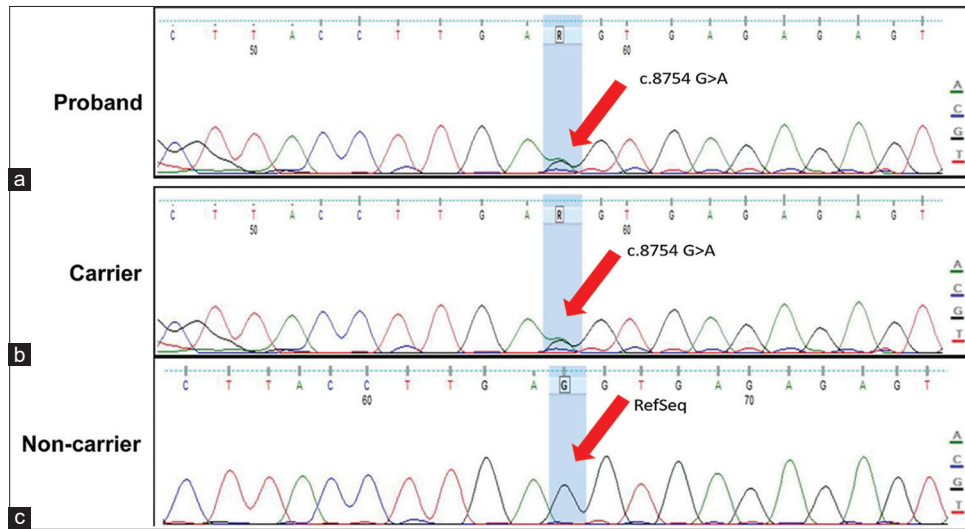 C T T A C C T T G A R G T G A G A G A G T
50 60
c.8754 G>A
Proband
A
C
G
T
a
C T T A C C T T G A R G T G A G A G A G T
50 60
c.8754 G>A
Carrier
A
C
G
T
b
C T T A C C T T G A G G T G A G A G A G T
60 70
RefSeq
Non-carrier
A
C
G
T
c